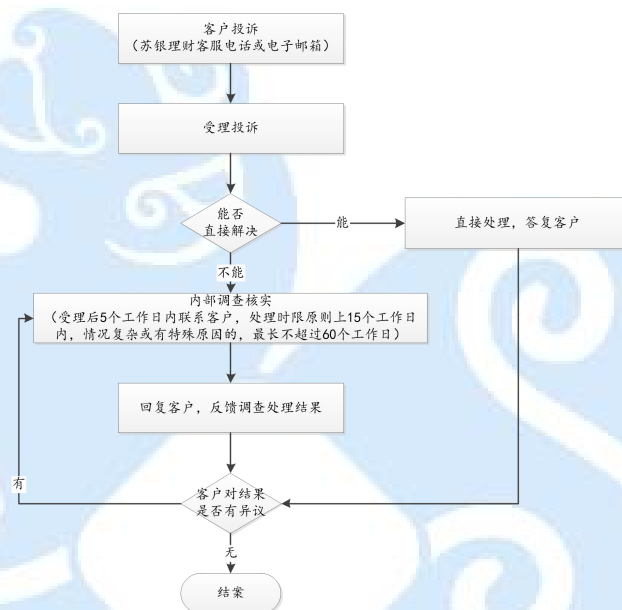 客户投诉
（苏银理财客服电话或电子邮箱）
受理投诉
能否
直接解决
能
直接处理，答复客户
不能
内部调查核实
（受理后5个工作日内联系客户，处理时限原则上15个工作日
内，情况复杂或有特殊原因的，最长不超过60个工作日）
回复客户，反馈调查处理结果
有
客户对结果
是否有异议
无
结案